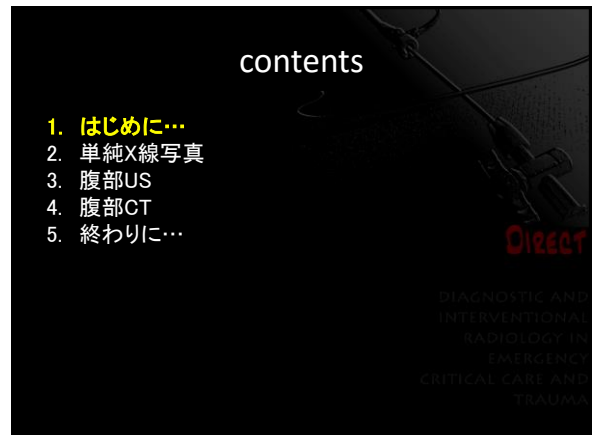 contents
1. はじめに…
2. 単純X線写真
3. 腹部US
4. 腹部CT
5. 終わりに…
DIRECT
DIAGNOSTIC AND
INTERVENTIONAL
RADIOLOGY IN
EMERGENCY
CRITICAL CARE AND
TRAUMA